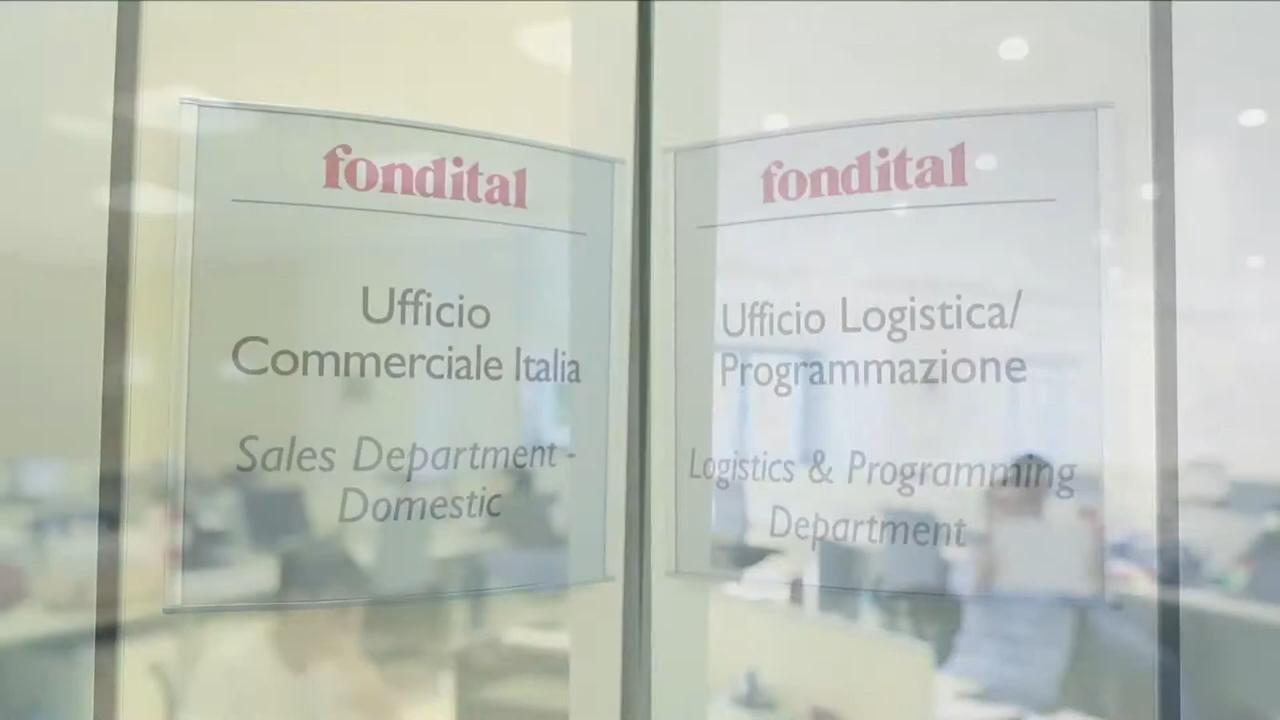 fondital
Ufficio
Commerciale Italia
Sales Department -
Domestic
fondital
Ufficio Logistica/
Programmazione
Logistics & Programming
Department